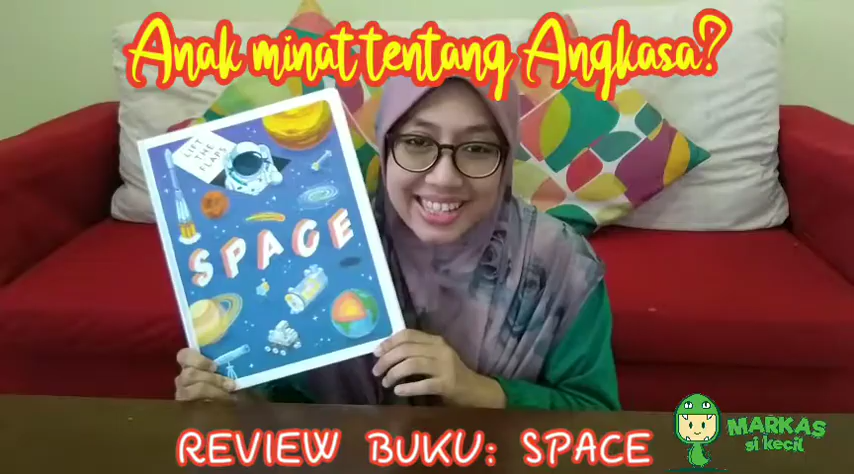 Anak minat tentang Angkasa?
LIFT
THE
FLAPS
SPACE
REVIEW BUKU: SPACE
MARKAS
si kecil